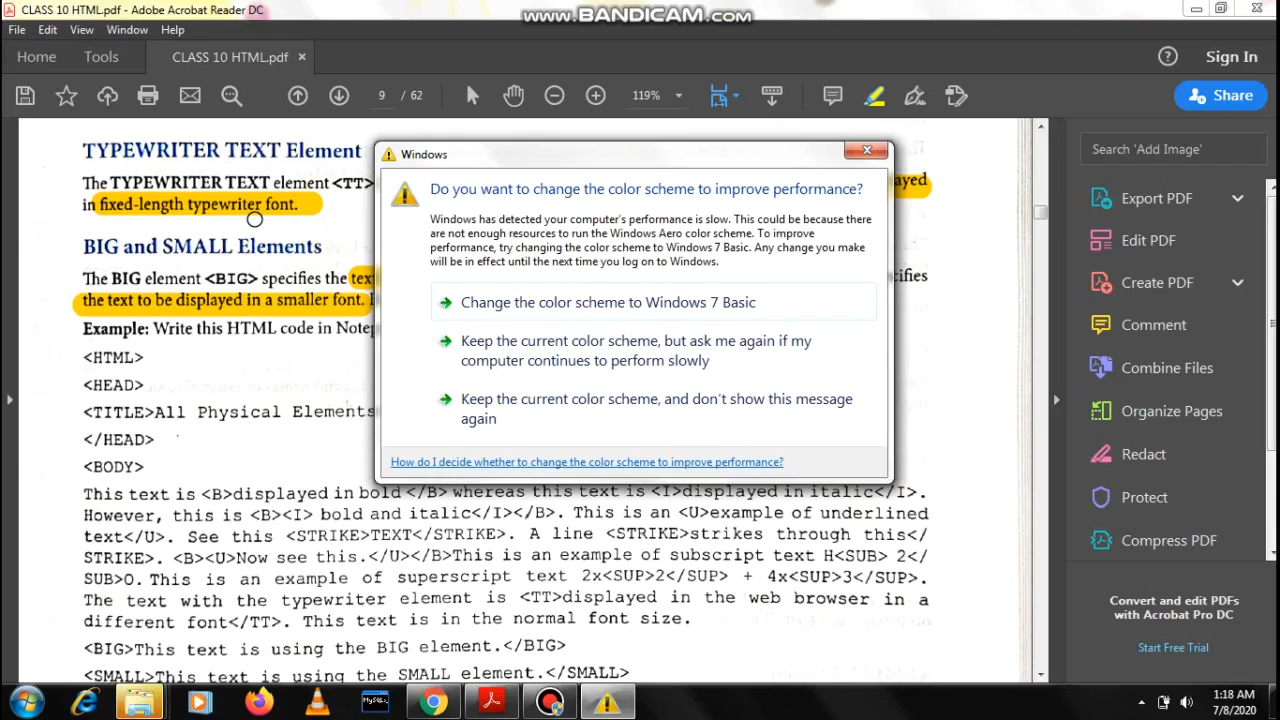 CLASS 10 HTML.pdf - Adobe Acrobat Reader DC
www.BANDICAM.com
File Edit View Window Help
Home Tools CLASS 10 HTML.pdf × Sign In
9 / 62 119% Share
TYPEWRITER TEXT Element
The TYPEWRITER TEXT element <TT>
in fixed-length typewriter font.
BIG and SMALL Elements
The BIG element <BIG> specifies the
the text to be displayed in a smaller font.
Example: Write this HTML code in
<HTML>
<HEAD>
<TITLE>All Physical Elements
</HEAD>
<BODY>
This text is <B>displayed in bold </B> whereas this text is <I>displayed in italic</I>.
However, this is <B><I> bold and italic</I></B>. This is an <U>example of underlined
text</U>. See this <STRIKE>TEXT</STRIKE>. A line <STRIKE>strikes through this</
STRIKE>. <B><U>Now see this.</U></B>This is an example of subscript text H<SUB> 2</
SUB>O. This is an example of superscript text 2x<SUP>2</SUP> + 4x<SUP>3</SUP>.
The text with the typewriter element is <TT>displayed in the web browser in a
different font</TT>. This text is in the normal font size.
<BIG>This text is using the BIG element.</BIG>
<SMALL>This text is using the SMALL element.</SMALL>
Windows
Do you want to change the color scheme to improve performance?
Windows has detected your computer's performance is slow. This could be because there
are not enough resources to run the Windows Aero color scheme. To improve
performance, try changing the color scheme to Windows 7 Basic. Any change you make
will be in effect until the next time you log on to Windows.
Change the color scheme to Windows 7 Basic
Keep the current color scheme, but ask me again if my
computer continues to perform slowly
Keep the current color scheme, and don't show this message
again
How do I decide whether to change the color scheme to improve performance?
Search 'Add Image'
Export PDF
Edit PDF
Create PDF
Comment
Combine Files
Organize Pages
Redact
Protect
Compress PDF
Convert and edit PDFs
with Acrobat Pro DC
Start Free Trial
MySQL
1:18 AM
7/8/2020